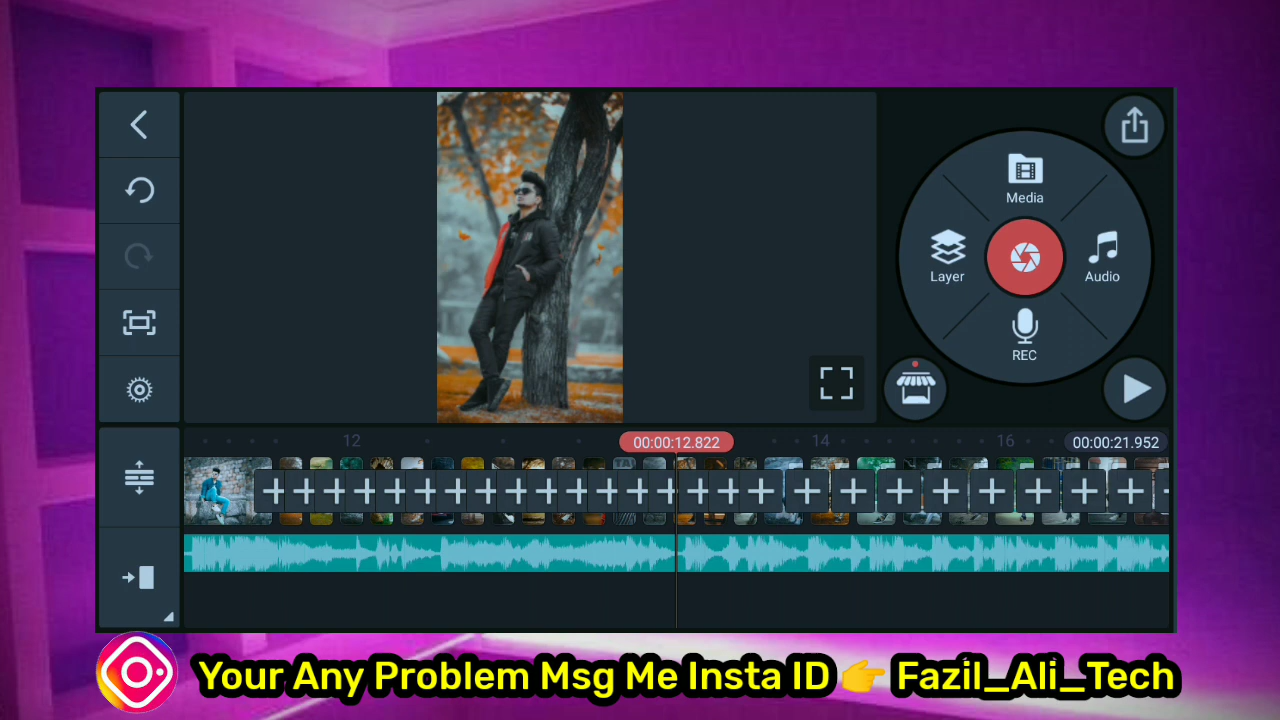 Media
Layer
Audio
REC
12
00:00:12.822
14
16
00:00:21.952
Your Any Problem Msg Me Insta ID 👉 Fazil_Ali_Tech